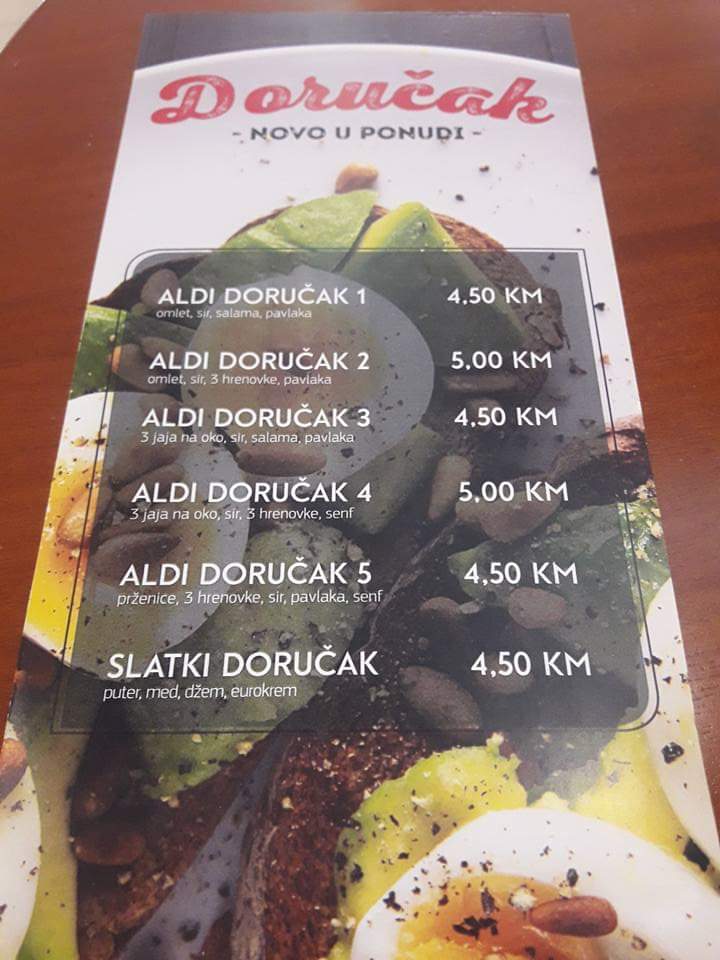 Doručak
- NOVO U PONUDI -
ALDI DORUČAK 1 4,50 KM
omlet, sir, salama, pavlaka
ALDI DORUČAK 2 5,00 KM
omlet, sir, 3 hrenovke, pavlaka
ALDI DORUČAK 3 4,50 KM
3 jaja na oko, sir, salama, pavlaka
ALDI DORUČAK 4 5,00 KM
3 jaja na oko, sir, 3 hrenovke, senf
ALDI DORUČAK 5 4,50 KM
prženice, 3 hrenovke, sir, pavlaka, senf
SLATKI DORUČAK 4,50 KM
puter, med, džem, eurokrem